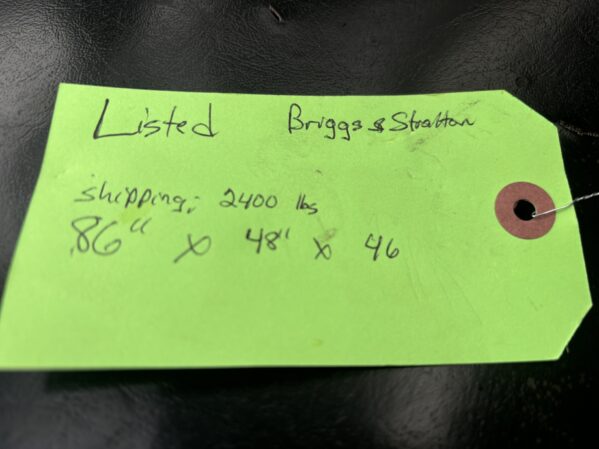 Listed Briggs & Stratton
shipping: 2400 lbs
86" x 48" x 46